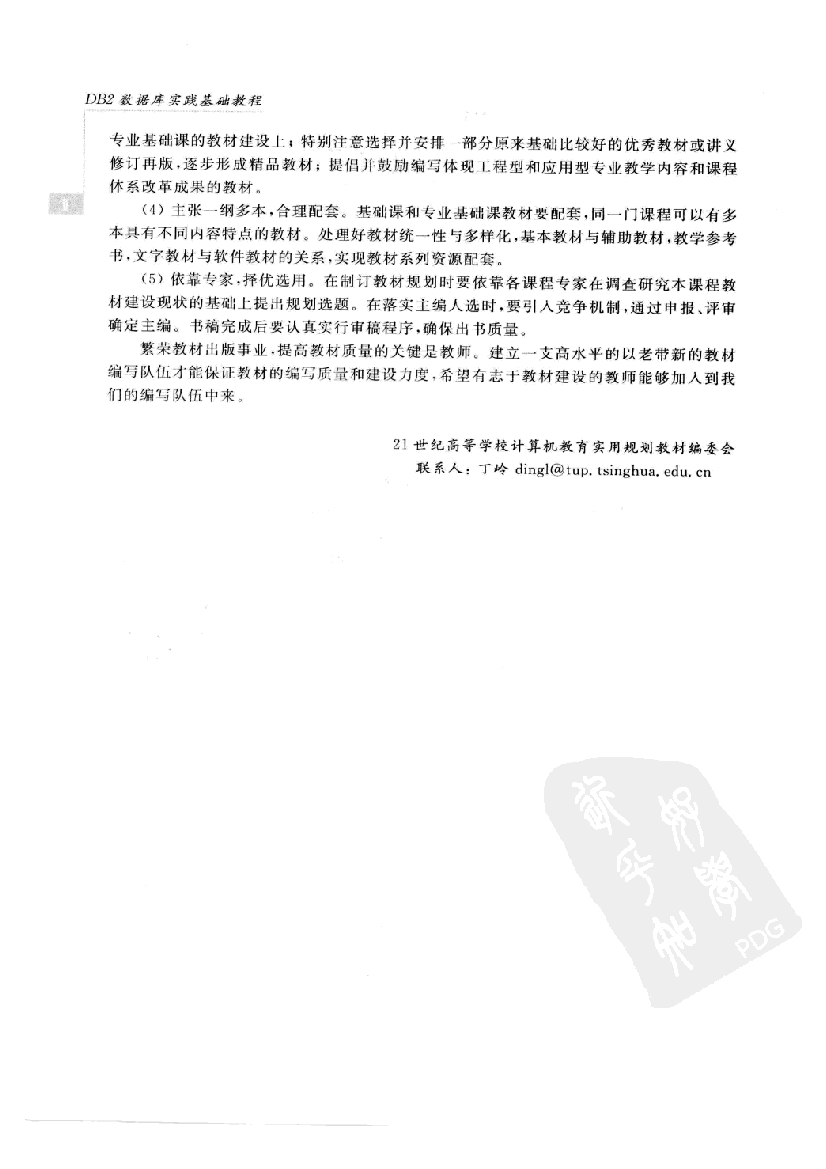 DB2数据库实践基础教程
专业基础课的教材建设上；特别注意选择并安排一部分原来基础比较好的优秀教材或讲义
修订再版,逐步形成精品教材；提倡并鼓励编写体现工程型和应用型专业教学内容和课程
体系改革成果的教材。
（4）主张一纲多本,合理配套。基础课和专业基础课教材要配套,同一门课程可以有多
本具有不同内容特点的教材。处理好教材统一性与多样化,基本教材与辅助教材,教学参考
书,文字教材与软件教材的关系,实现教材系列资源配套。
（5）依靠专家,择优选用。在制订教材规划时要依靠各课程专家在调查研究本课程教
材建设现状的基础上提出规划选题。在落实主编人选时,要引入竞争机制,通过申报、评审
确定主编。书稿完成后要认真实行审稿程序,确保出书质量。
繁荣教材出版事业,提高教材质量的关键是教师。建立一支高水平的以老带新的教材
编写队伍才能保证教材的编写质量和建设力度,希望有志于教材建设的教师能够加入到我
们的编写队伍中来。
21世纪高等学校计算机教育实用规划教材编委会
联系人：丁岭 dingl@tup.tsinghua.edu.cn
PDG